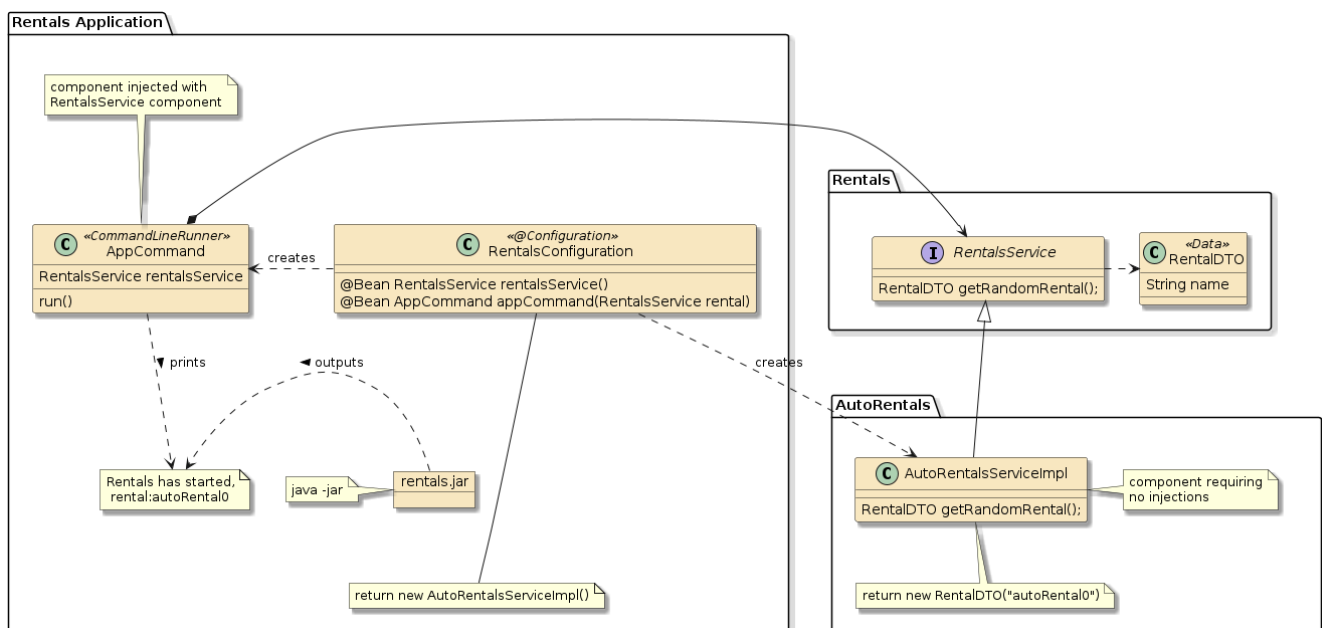 Rentals Application
component injected with
RentalsService component
Rentals
C
«CommandLineRunner»
AppCommand
RentalsService rentalsService
run()
creates
C
«@Configuration»
RentalsConfiguration
@Bean RentalsService rentalsService()
@Bean AppCommand appCommand(RentalsService rental)
I
RentalsService
RentalDTO getRandomRental();
C
«Data»
RentalDTO
String name
prints
outputs
creates
AutoRentals
Rentals has started,
rental:autoRental0
java -jar
rentals.jar
C
AutoRentalsServiceImpl
RentalDTO getRandomRental();
component requiring
no injections
return new AutoRentalsServiceImpl()
return new RentalDTO("autoRental0")